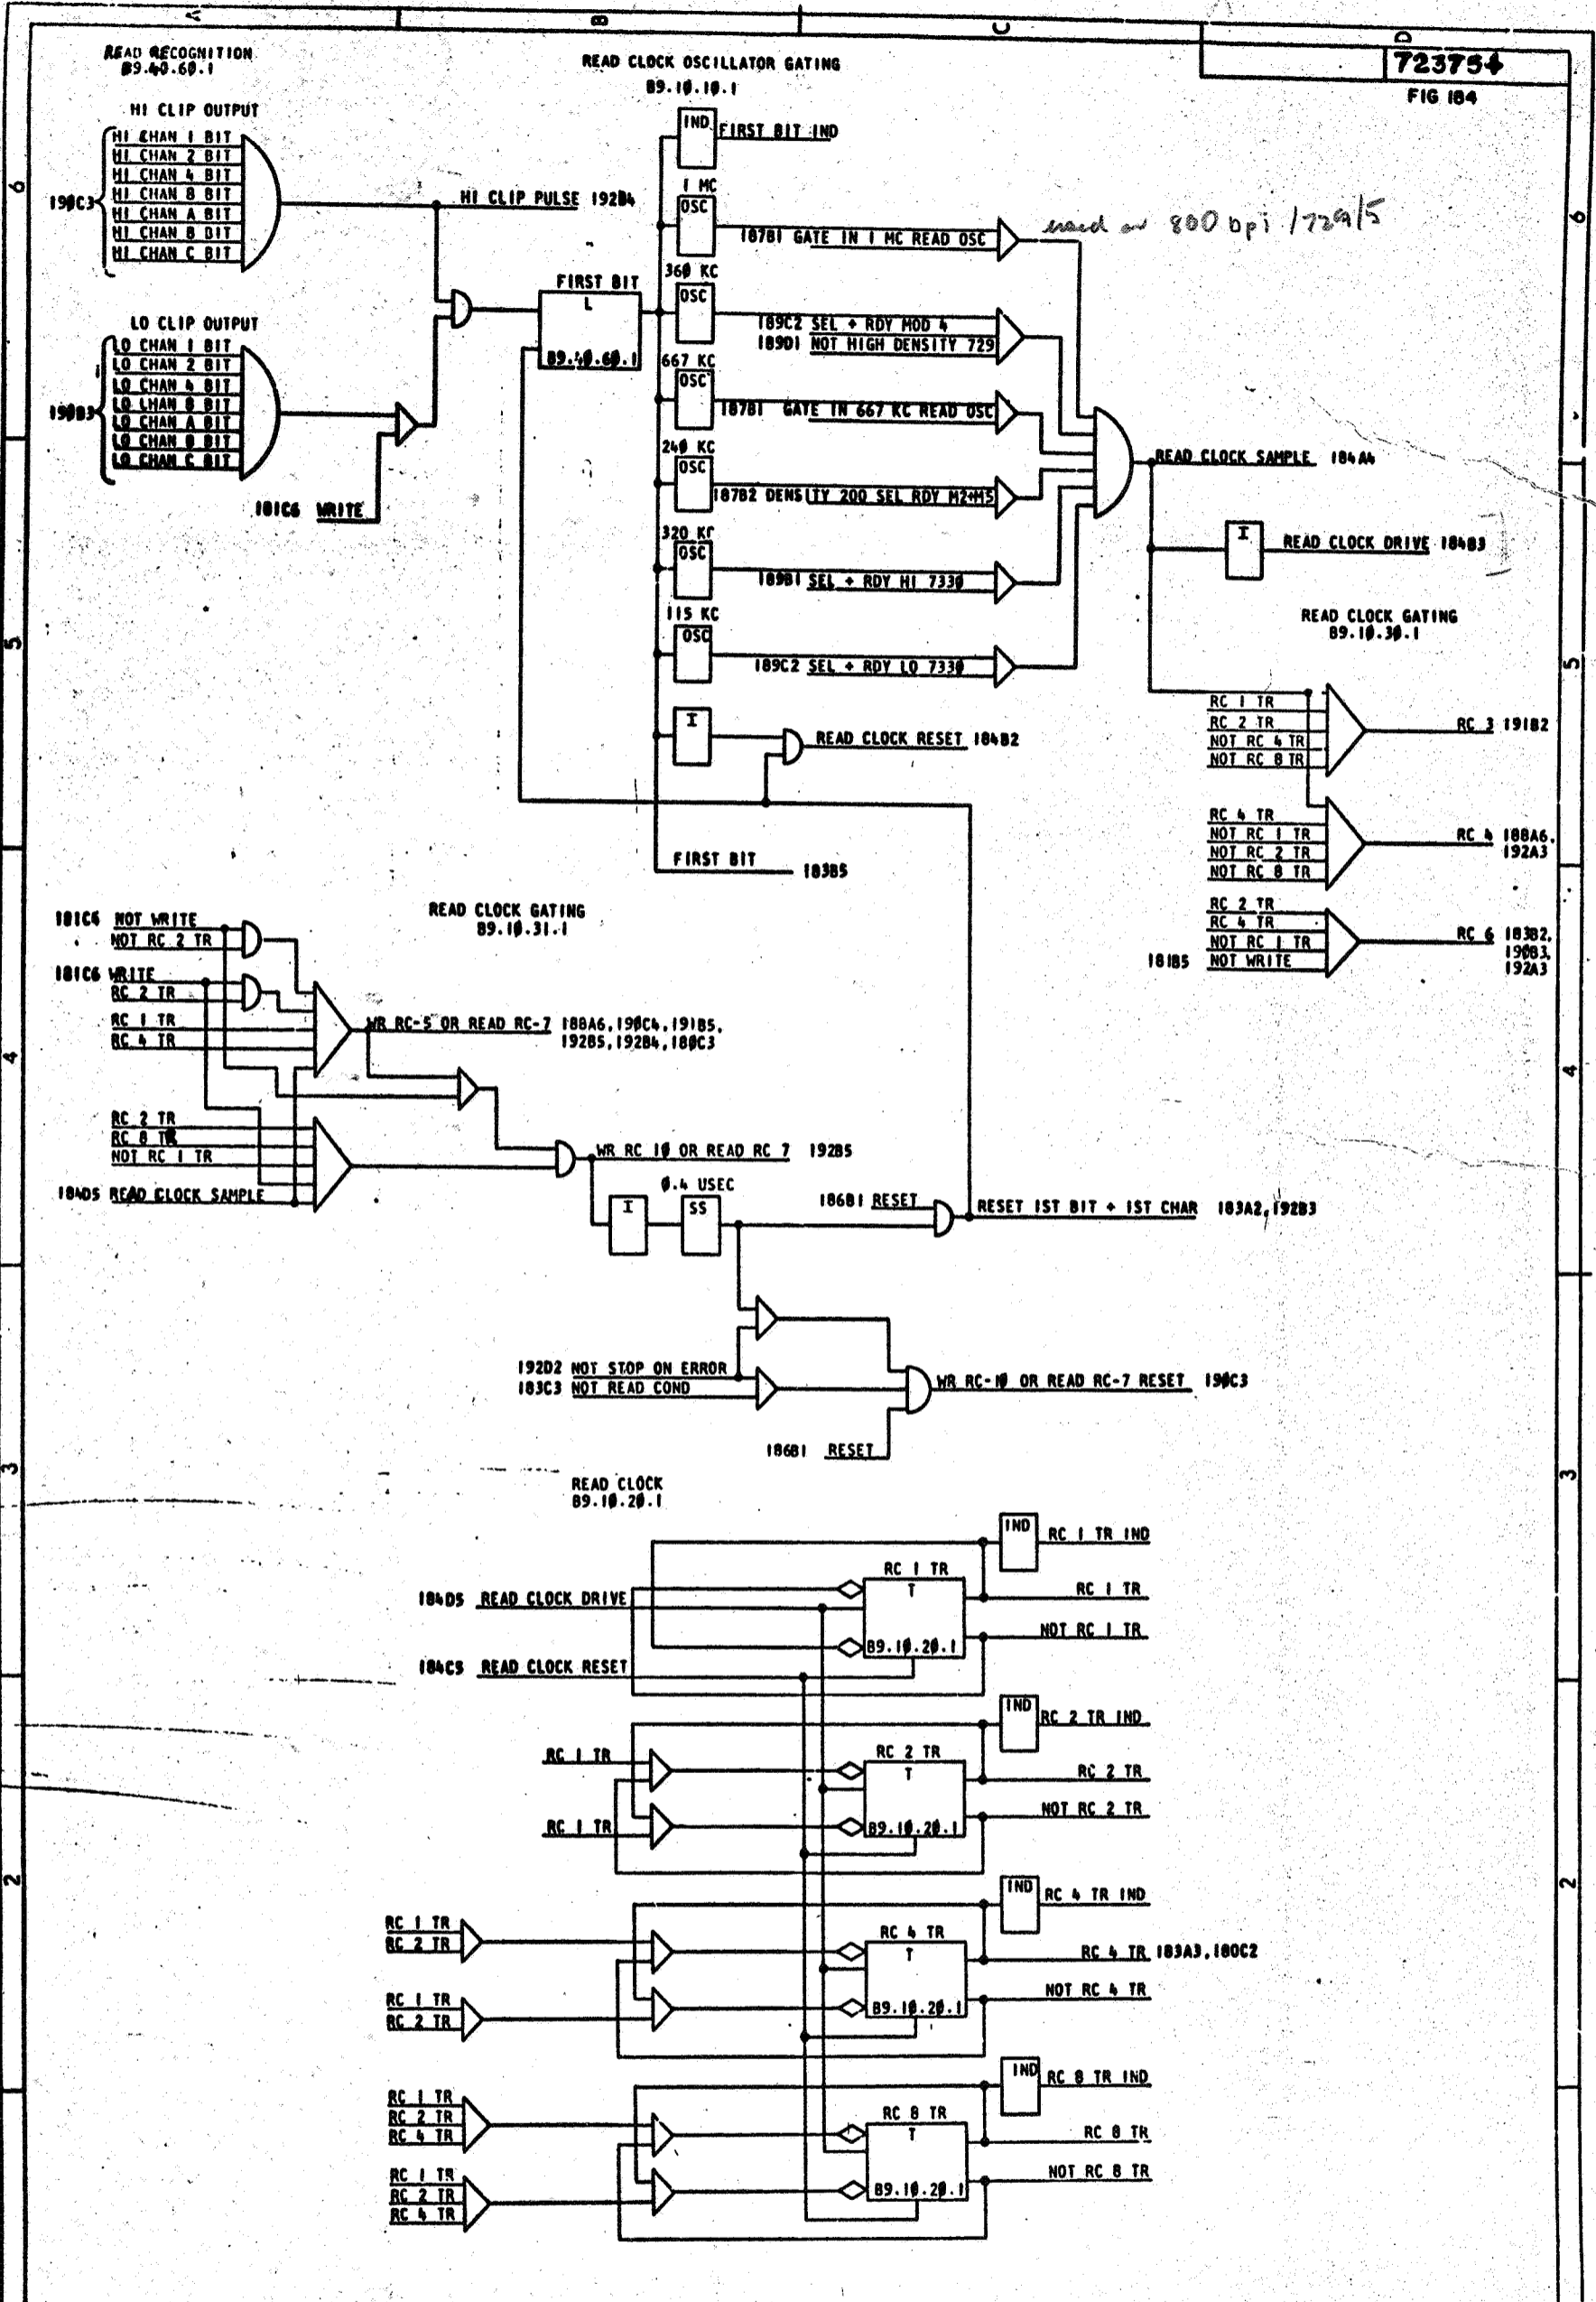 A
B
C
D
723754
FIG 184
READ RECOGNITION
B9.40.60.1
HI CLIP OUTPUT
HI CHAN 1 BIT
HI CHAN 2 BIT
HI CHAN 4 BIT
HI CHAN 8 BIT
HI CHAN A BIT
HI CHAN B BIT
HI CHAN C BIT
190C3
HI CLIP PULSE 192B4
LO CLIP OUTPUT
LO CHAN 1 BIT
LO CHAN 2 BIT
LO CHAN 4 BIT
LO CHAN 8 BIT
LO CHAN A BIT
LO CHAN B BIT
LO CHAN C BIT
190B3
181C6 WRITE
FIRST BIT
L
B9.40.60.1
READ CLOCK OSCILLATOR GATING
B9.10.10.1
IND
FIRST BIT IND
1 MC
OSC
187B1 GATE IN 1 MC READ OSC
used on 800 bpi /729/5
360 KC
OSC
189C2 SEL + RDY MOD 4
189D1 NOT HIGH DENSITY 729
667 KC
OSC
187B1 GATE IN 667 KC READ OSC
240 KC
OSC
187B2 DENSITY 200 SEL RDY M2+M5
320 KC
OSC
189B1 SEL + RDY HI 7330
115 KC
OSC
189C2 SEL + RDY LO 7330
I
READ CLOCK RESET 184B2
FIRST BIT 183B5
READ CLOCK SAMPLE 184A4
I
READ CLOCK DRIVE 184B3
READ CLOCK GATING
B9.10.30.1
RC 1 TR
RC 2 TR
NOT RC 4 TR
NOT RC 8 TR
RC 3 191B2
RC 4 TR
NOT RC 1 TR
NOT RC 2 TR
NOT RC 8 TR
RC 4 188A6,
192A3
RC 2 TR
RC 4 TR
NOT RC 1 TR
181B5 NOT WRITE
RC 6 183B2,
190B3,
192A3
READ CLOCK GATING
B9.10.31.1
181C6 NOT WRITE
NOT RC 2 TR
181C6 WRITE
RC 2 TR
RC 1 TR
RC 4 TR
WR RC-5 OR READ RC-7 188A6,190C4,191B5,
192B5,192B4,180C3
RC 2 TR
RC 8 TR
NOT RC 1 TR
184D5 READ CLOCK SAMPLE
WR RC 10 OR READ RC 7 192B5
I
0.4 USEC
SS
186B1 RESET
RESET 1ST BIT + 1ST CHAR 183A2,192B3
192D2 NOT STOP ON ERROR
183C3 NOT READ COND
186B1 RESET
WR RC-10 OR READ RC-7 RESET 190C3
READ CLOCK
B9.10.20.1
184D5 READ CLOCK DRIVE
184C5 READ CLOCK RESET
RC 1 TR
T
B9.10.20.1
IND
RC 1 TR IND
RC 1 TR
NOT RC 1 TR
RC 1 TR
RC 1 TR
RC 2 TR
T
B9.10.20.1
IND
RC 2 TR IND
RC 2 TR
NOT RC 2 TR
RC 1 TR
RC 2 TR
RC 1 TR
RC 2 TR
RC 4 TR
T
B9.10.20.1
IND
RC 4 TR IND
RC 4 TR 183A3,180C2
NOT RC 4 TR
RC 1 TR
RC 2 TR
RC 4 TR
RC 1 TR
RC 2 TR
RC 4 TR
RC 8 TR
T
B9.10.20.1
IND
RC 8 TR IND
RC 8 TR
NOT RC 8 TR
6
5
4
3
2
6
5
4
3
2